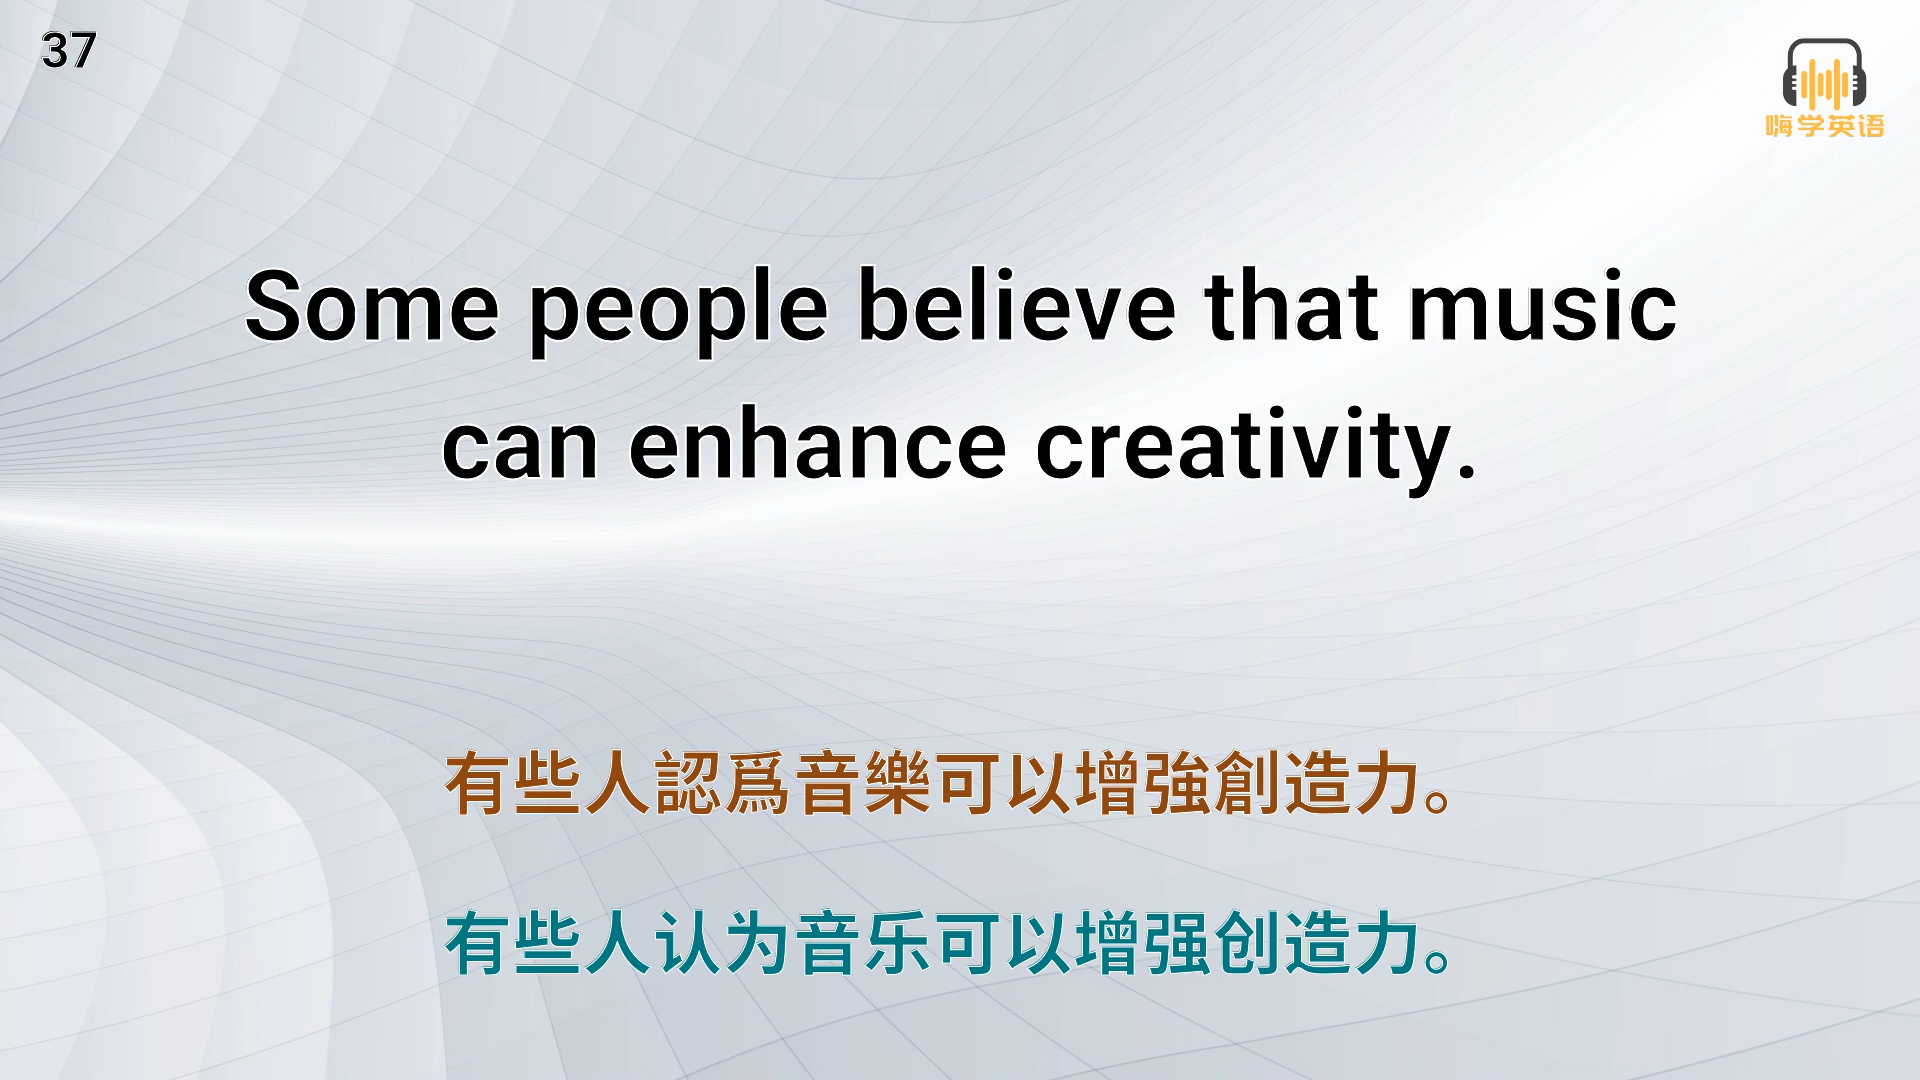 37
嗨学英语
Some people believe that music
can enhance creativity.
有些人認爲音樂可以增強創造力。
有些人认为音乐可以增强创造力。